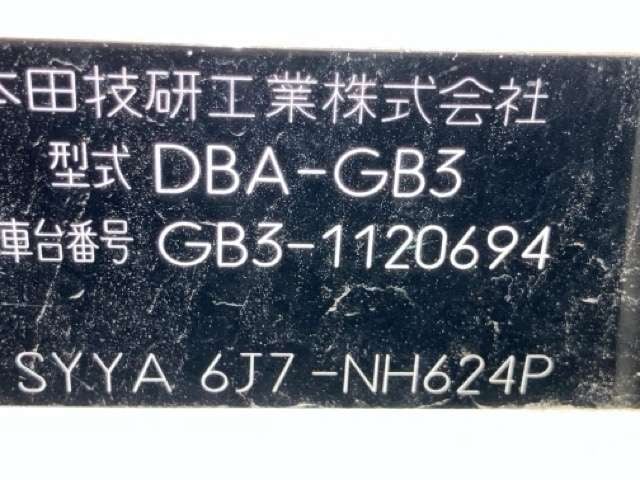 本田技研工業株式会社
型式 DBA-GB3
車台番号 GB3-1120694
SYYA 6J7-NH624P